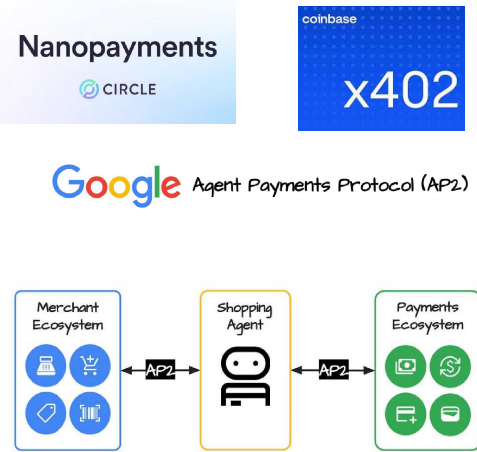 coinbase
Nanopayments
CIRCLE
x402
Google Agent Payments Protocol (AP2)
Merchant
Ecosystem
Shopping
Agent
Payments
Ecosystem
AP2
AP2